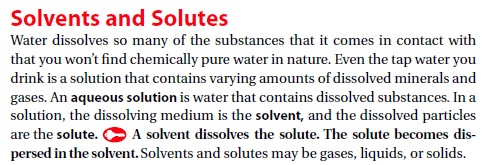 Solvents and Solutes
Water dissolves so many of the substances that it comes in contact with
that you won't find chemically pure water in nature. Even the tap water you
drink is a solution that contains varying amounts of dissolved minerals and
gases. An aqueous solution is water that contains dissolved substances. In a
solution, the dissolving medium is the solvent, and the dissolved particles
are the solute. A solvent dissolves the solute. The solute becomes dis-
persed in the solvent. Solvents and solutes may be gases, liquids, or solids.